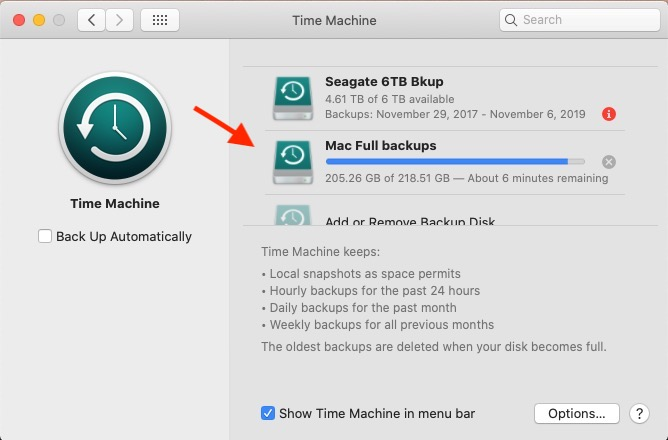 Time Machine
Search
Time Machine
Back Up Automatically
Seagate 6TB Bkup
4.61 TB of 6 TB available
Backups: November 29, 2017 - November 6, 2019
Mac Full backups
205.26 GB of 218.51 GB — About 6 minutes remaining
Add or Remove Backup Disk
Time Machine keeps:
• Local snapshots as space permits
• Hourly backups for the past 24 hours
• Daily backups for the past month
• Weekly backups for all previous months
The oldest backups are deleted when your disk becomes full.
Show Time Machine in menu bar
Options...
?